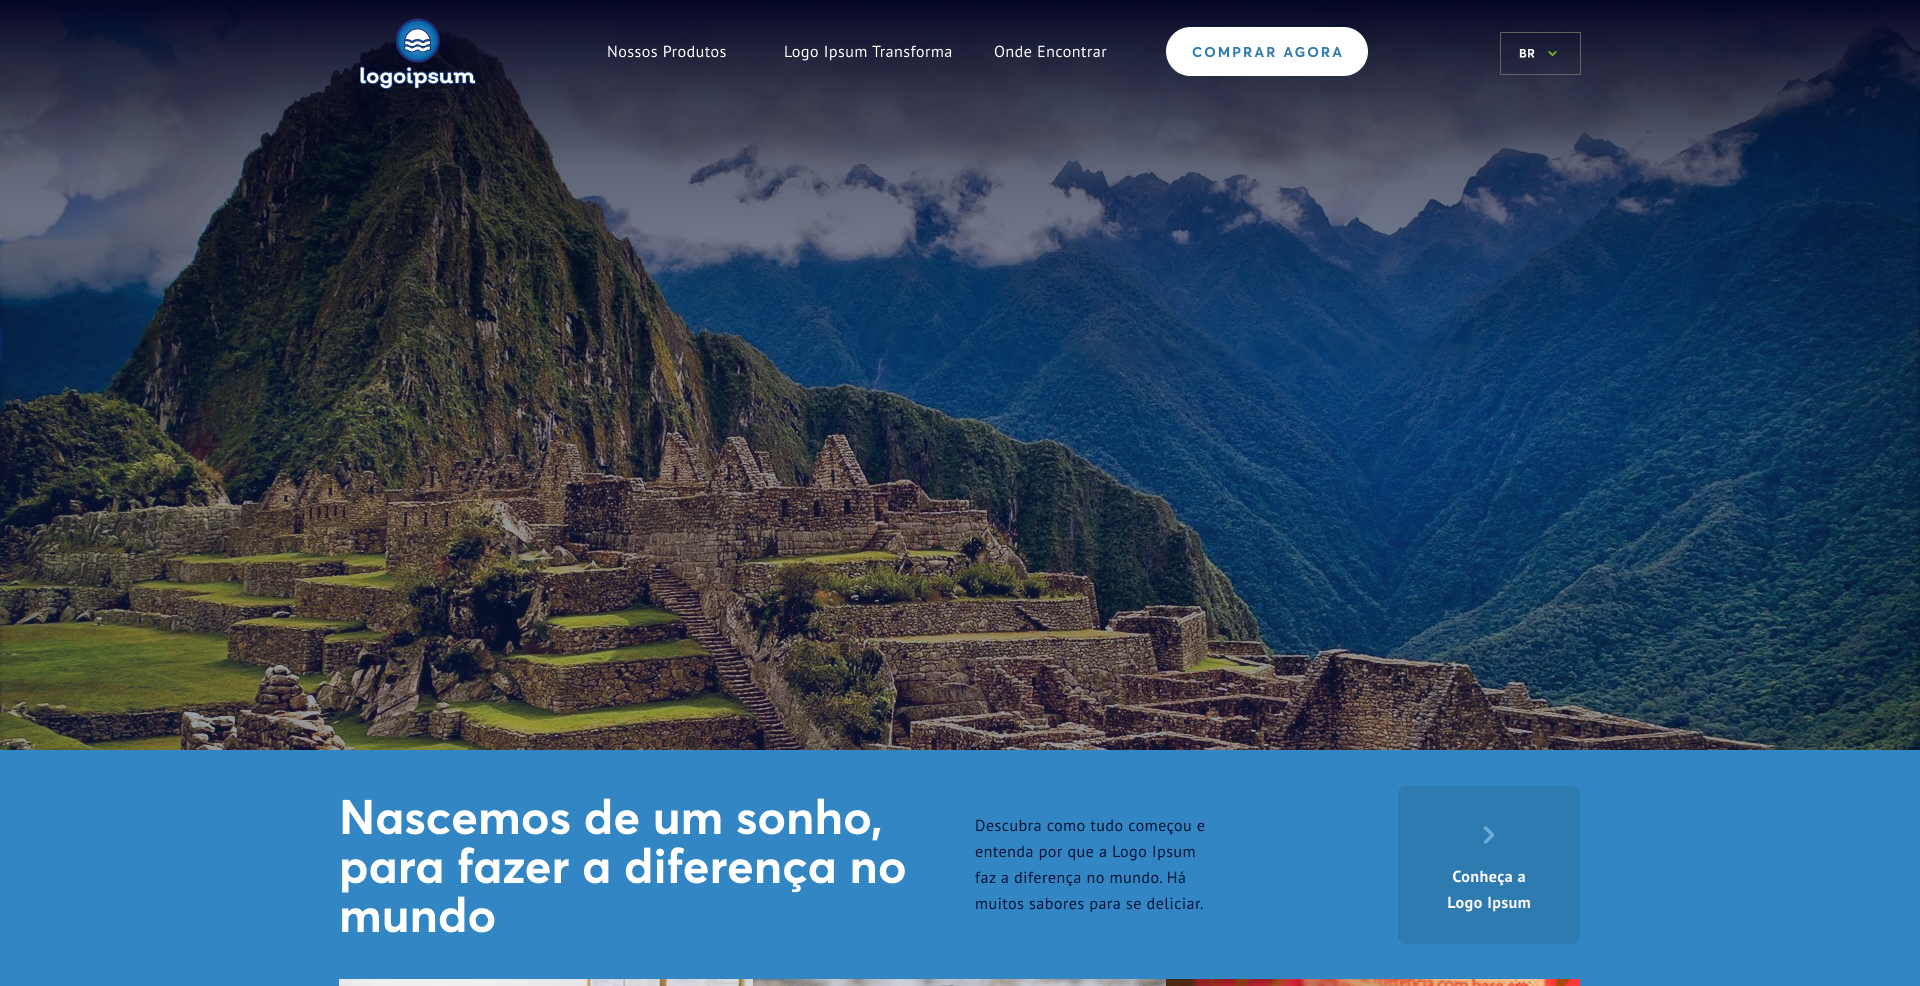 logoipsum
Nossos Produtos
Logo Ipsum Transforma
Onde Encontrar
COMPRAR AGORA
BR
Nascemos de um sonho,
para fazer a diferença no
mundo
Descubra como tudo começou e
entenda por que a Logo Ipsum
faz a diferença no mundo. Há
muitos sabores para se deliciar.
Conheça a
Logo Ipsum